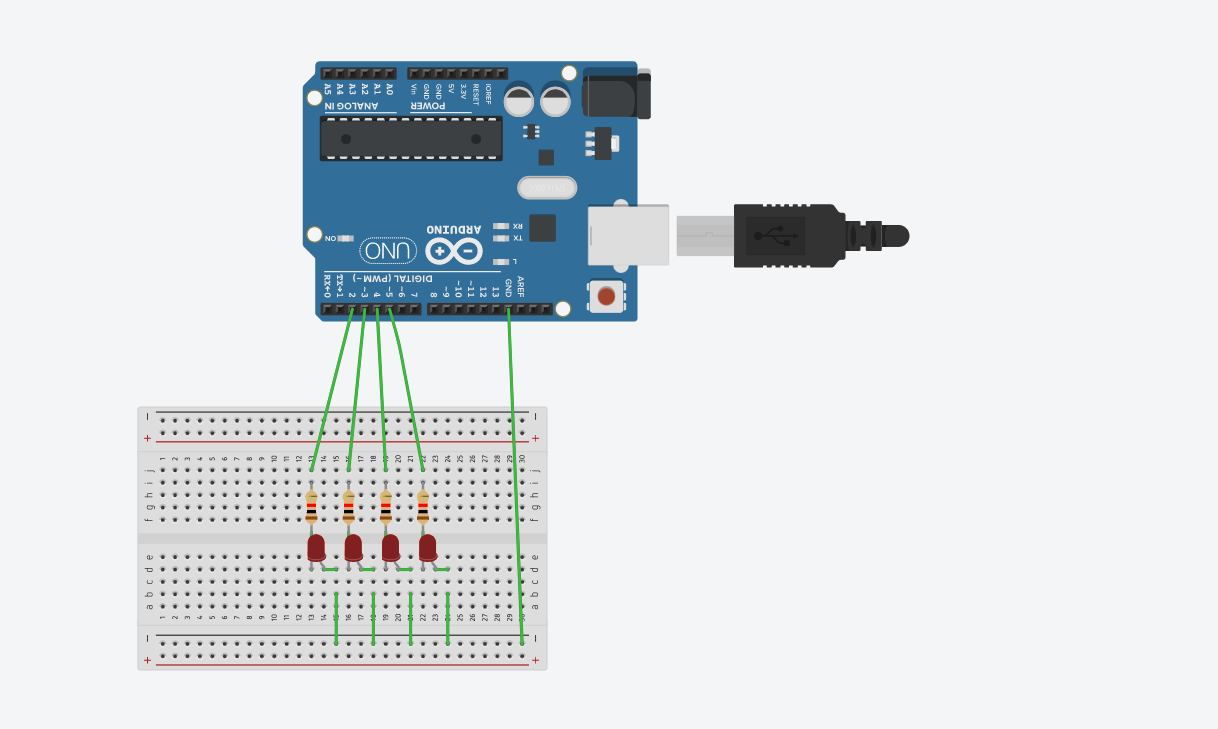 A5 A4 A3 A2 A1 A0 Vin GND GND 5V 3.3V RESET IOREF
ANALOG IN POWER
ARDUINO
RX
TX
ON
UNO
L
DIGITAL (PWM ~)
RX←0 TX→1 2 ~3 4 ~5 ~6 7 8 ~9 ~10 ~11 12 13 GND AREF
− −
+ +
1 2 3 4 5 6 7 8 9 10 11 12 13 14 15 16 17 18 19 20 21 22 23 24 25 26 27 28 29 30
j j
i i
h h
g g
f f
e e
d d
c c
b b
a a
1 2 3 4 5 6 7 8 9 10 11 12 13 14 15 16 17 18 19 20 21 22 23 24 25 26 27 28 29 30
− −
+ +